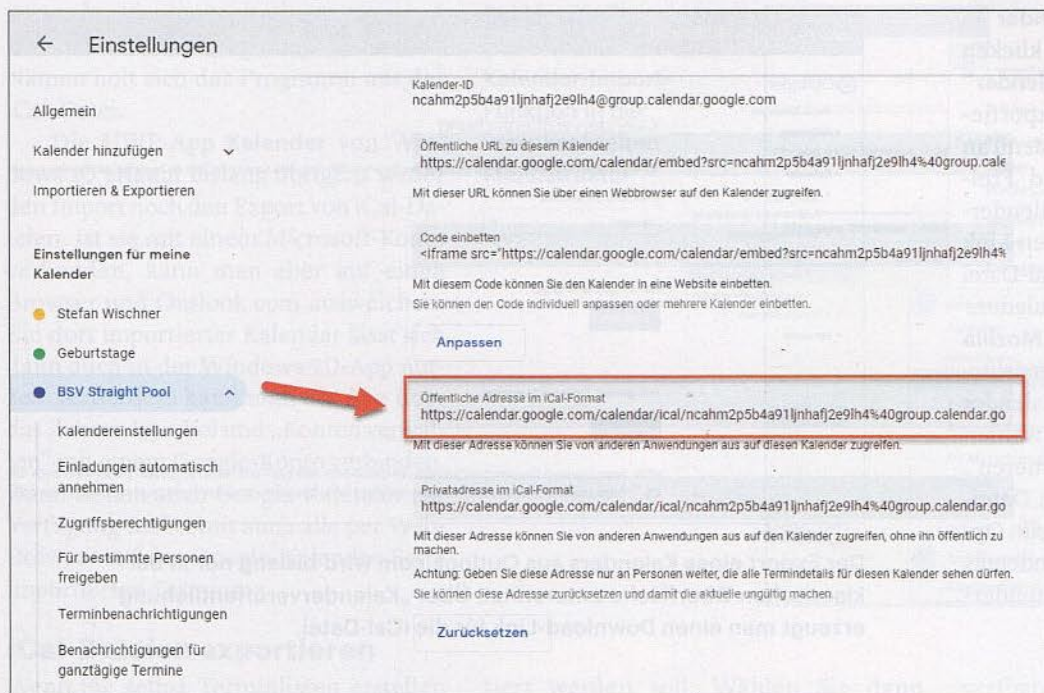 ← Einstellungen
Allgemein
Kalender hinzufügen
Importieren & Exportieren
Einstellungen für meine
Kalender
Stefan Wischner
Geburtstage
BSV Straight Pool
Kalendereinstellungen
Einladungen automatisch
annehmen
Zugriffsberechtigungen
Für bestimmte Personen
freigeben
Terminbenachrichtigungen
Benachrichtigungen für
ganztägige Termine
Kalender-ID
ncahm2p5b4a91ljnhafj2e9lh4@group.calendar.google.com
Öffentliche URL zu diesem Kalender
https://calendar.google.com/calendar/embed?src=ncahm2p5b4a91ljnhafj2e9lh4%40group.cale
Mit dieser URL können Sie über einen Webbrowser auf den Kalender zugreifen.
Code einbetten
<iframe src="https://calendar.google.com/calendar/embed?src=ncahm2p5b4a91ljnhafj2e9lh4%
Mit diesem Code können Sie den Kalender in eine Website einbetten.
Sie können den Code individuell anpassen oder mehrere Kalender einbetten.
Anpassen
Öffentliche Adresse im iCal-Format
https://calendar.google.com/calendar/ical/ncahm2p5b4a91ljnhafj2e9lh4%40group.calendar.go
Mit dieser Adresse können Sie von anderen Anwendungen aus auf diesen Kalender zugreifen.
Privatadresse im iCal-Format
https://calendar.google.com/calendar/ical/ncahm2p5b4a91ljnhafj2e9lh4%40group.calendar.go
Mit dieser Adresse können Sie von anderen Anwendungen aus auf den Kalender zugreifen, ohne ihn öffentlich zu
machen.
Achtung: Geben Sie diese Adresse nur an Personen weiter, die alle Termindetails für diesen Kalender sehen dürfen.
Sie können diese Adresse zurücksetzen und damit die aktuelle ungültig machen.
Zurücksetzen